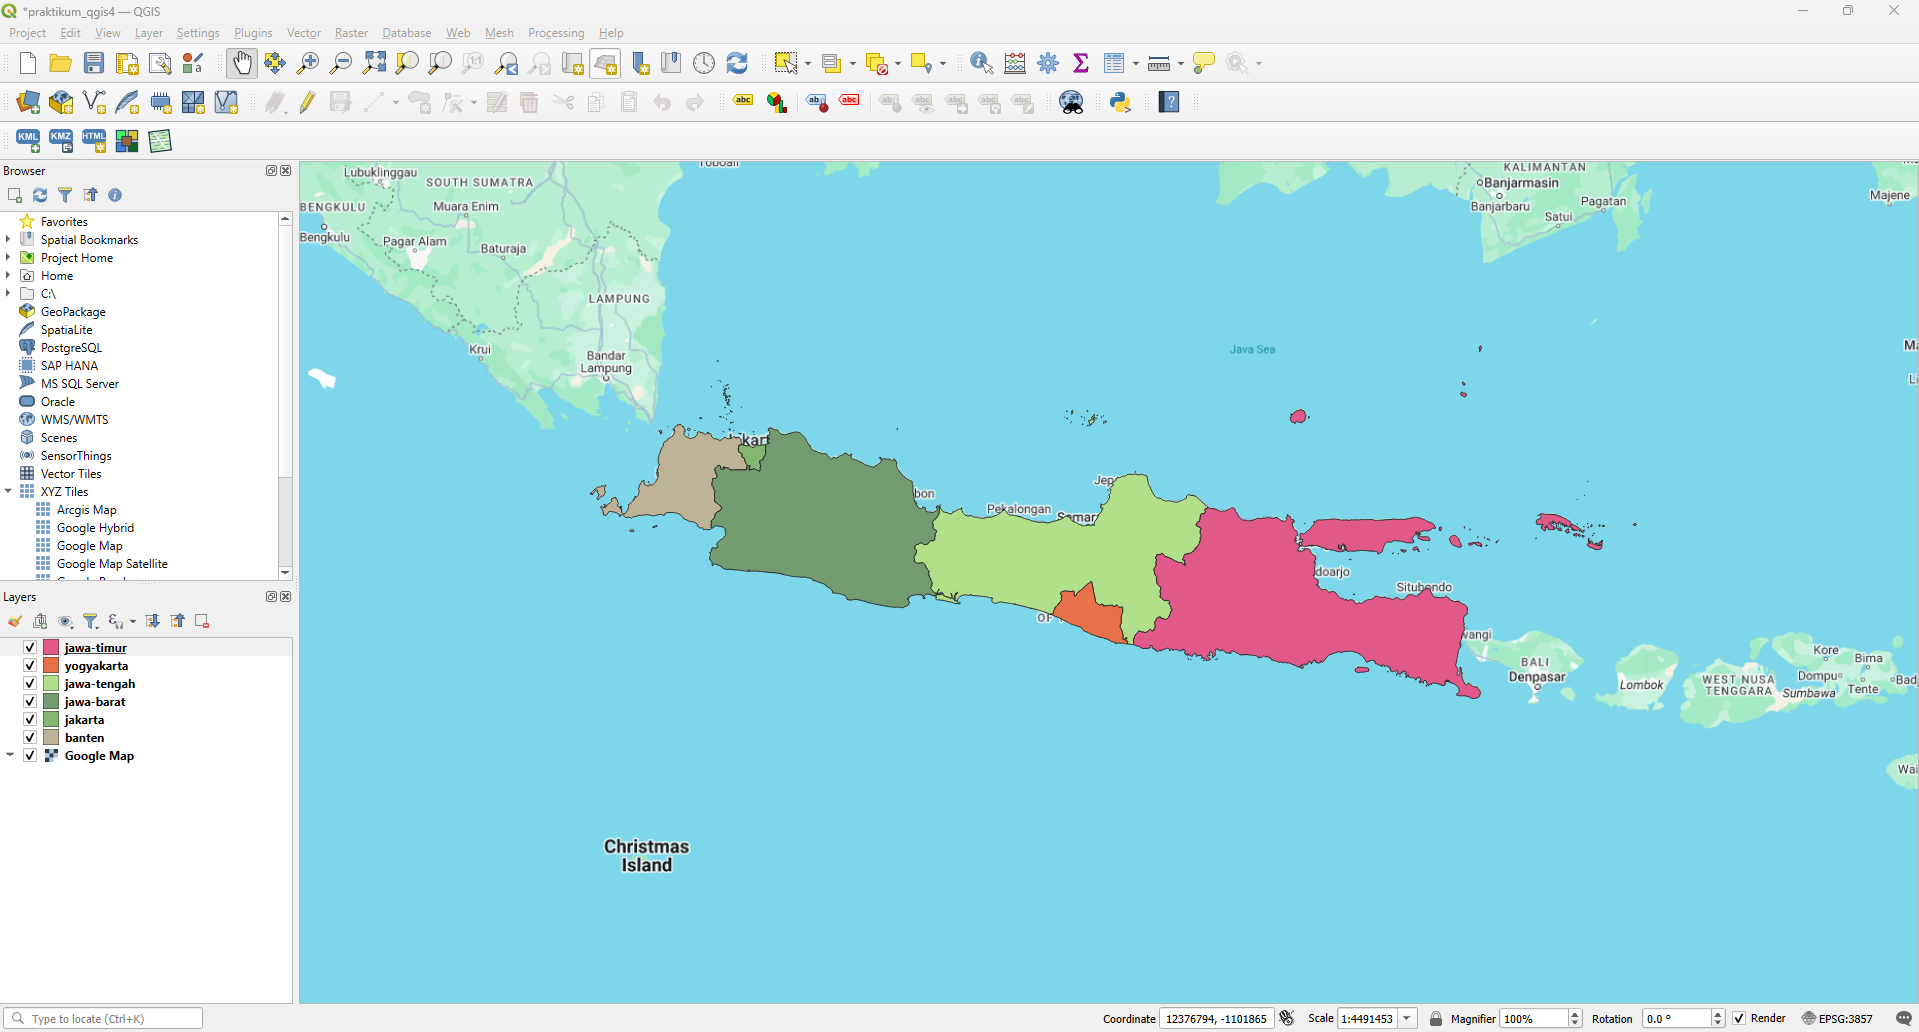 *praktikum_qgis4 — QGIS
Project Edit View Layer Settings Plugins Vector Raster Database Web Mesh Processing Help
KML KMZ HTML
Browser
Favorites
Spatial Bookmarks
Project Home
Home
C:\
GeoPackage
SpatiaLite
PostgreSQL
SAP HANA
MS SQL Server
Oracle
WMS/WMTS
Scenes
SensorThings
Vector Tiles
XYZ Tiles
Arcgis Map
Google Hybrid
Google Map
Google Map Satellite
Layers
jawa-timur
yogyakarta
jawa-tengah
jawa-barat
jakarta
banten
Google Map
Lubuklinggau
SOUTH SUMATRA
BENGKULU
Muara Enim
Bengkulu
Pagar Alam
Baturaja
LAMPUNG
Krui
Bandar
Lampung
KALIMANTAN
Banjarmasin
Banjarbaru
Pagatan
Satui
Majene
Java Sea
bon
Pekalongan
Jep
Semar
doarjo
Situbondo
wangi
BALI
Denpasar
Lombok
WEST NUSA
TENGGARA
Kore
Bima
Dompu
Sumbawa
Tente
Bad
Wai
Christmas
Island
Type to locate (Ctrl+K)
Coordinate 12376794, -1101865 Scale 1:4491453 Magnifier 100% Rotation 0.0 ° Render EPSG:3857